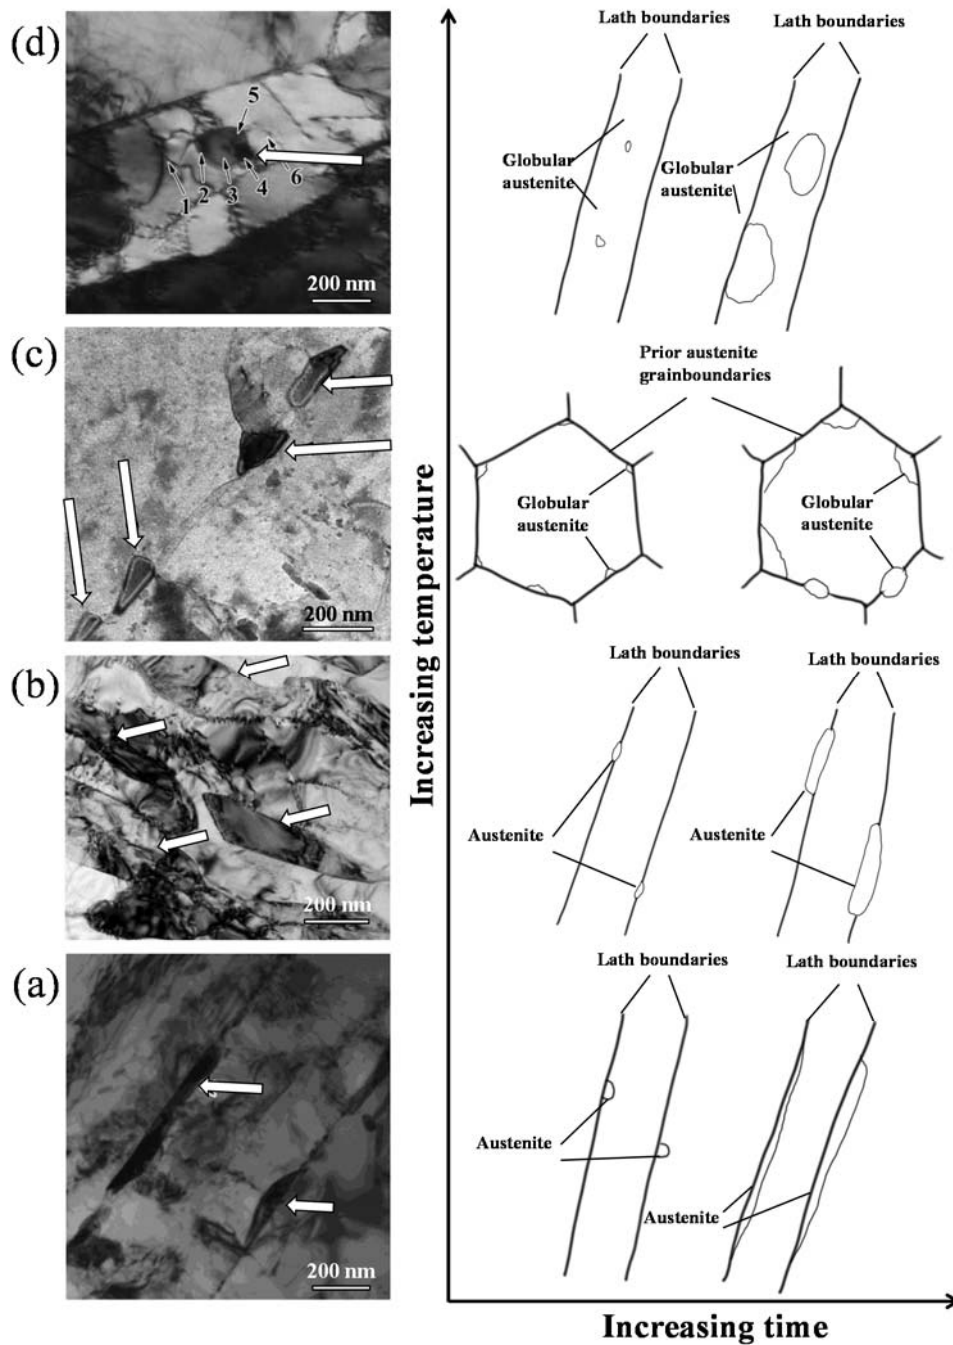 (d)
5
1
2
3
4
6
200 nm
Lath boundaries
Lath boundaries
Globular
austenite
Globular
austenite
(c)
200 nm
Prior austenite
grainboundaries
Globular
austenite
Globular
austenite
(b)
200 nm
Lath boundaries
Lath boundaries
Austenite
Austenite
(a)
200 nm
Lath boundaries
Lath boundaries
Austenite
Austenite
Increasing temperature
Increasing time